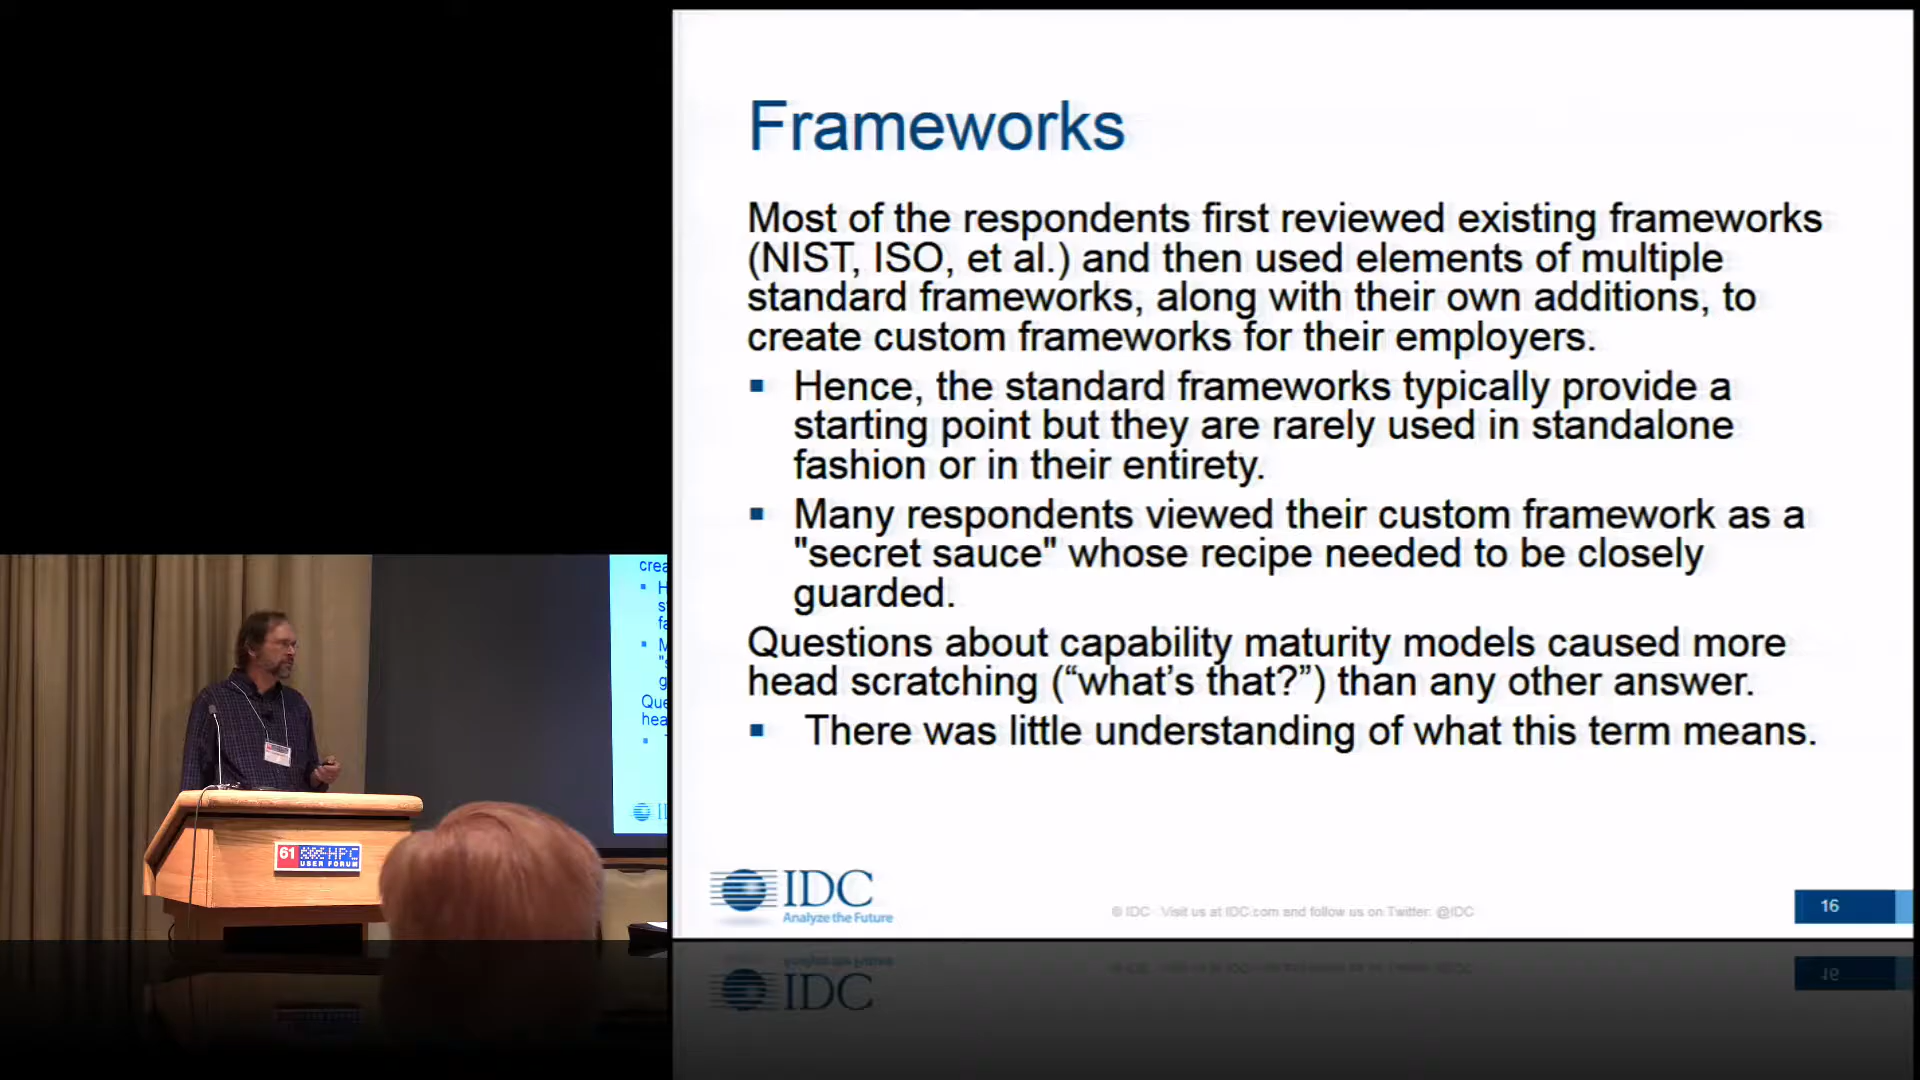 Frameworks
Most of the respondents first reviewed existing frameworks
(NIST, ISO, et al.) and then used elements of multiple
standard frameworks, along with their own additions, to
create custom frameworks for their employers.
▪ Hence, the standard frameworks typically provide a
starting point but they are rarely used in standalone
fashion or in their entirety.
▪ Many respondents viewed their custom framework as a
"secret sauce" whose recipe needed to be closely
guarded.
Questions about capability maturity models caused more
head scratching (“what’s that?”) than any other answer.
▪ There was little understanding of what this term means.
IDC
Analyze the Future
© IDC Visit us at IDC.com and follow us on Twitter: @IDC
16
61
HPC
USER FORUM